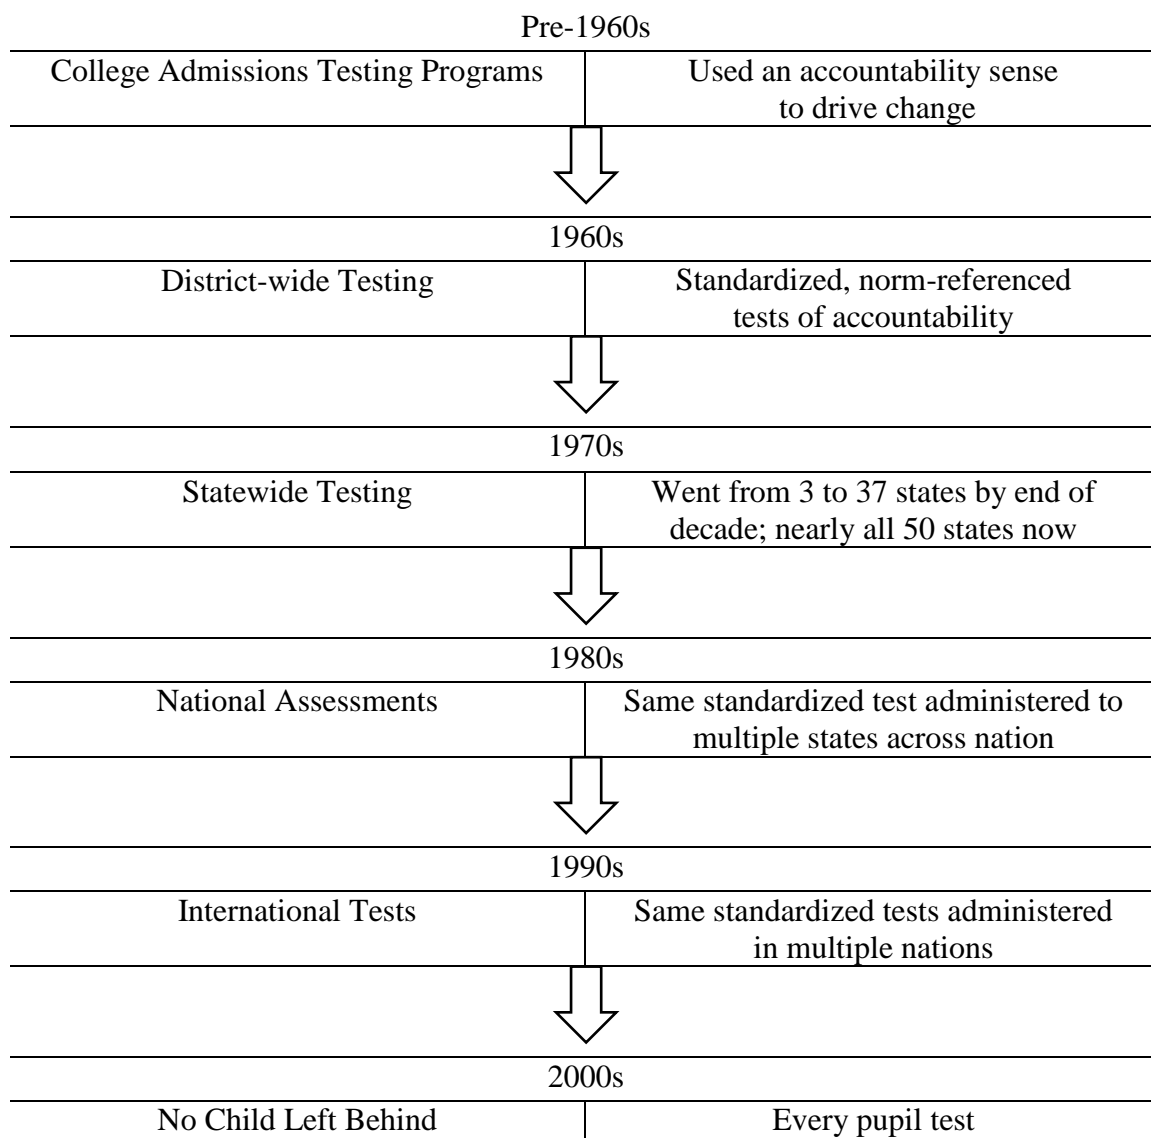 Pre-1960s
College Admissions Testing Programs
Used an accountability sense
to drive change
1960s
District-wide Testing
Standardized, norm-referenced
tests of accountability
1970s
Statewide Testing
Went from 3 to 37 states by end of
decade; nearly all 50 states now
1980s
National Assessments
Same standardized test administered to
multiple states across nation
1990s
International Tests
Same standardized tests administered
in multiple nations
2000s
No Child Left Behind
Every pupil test